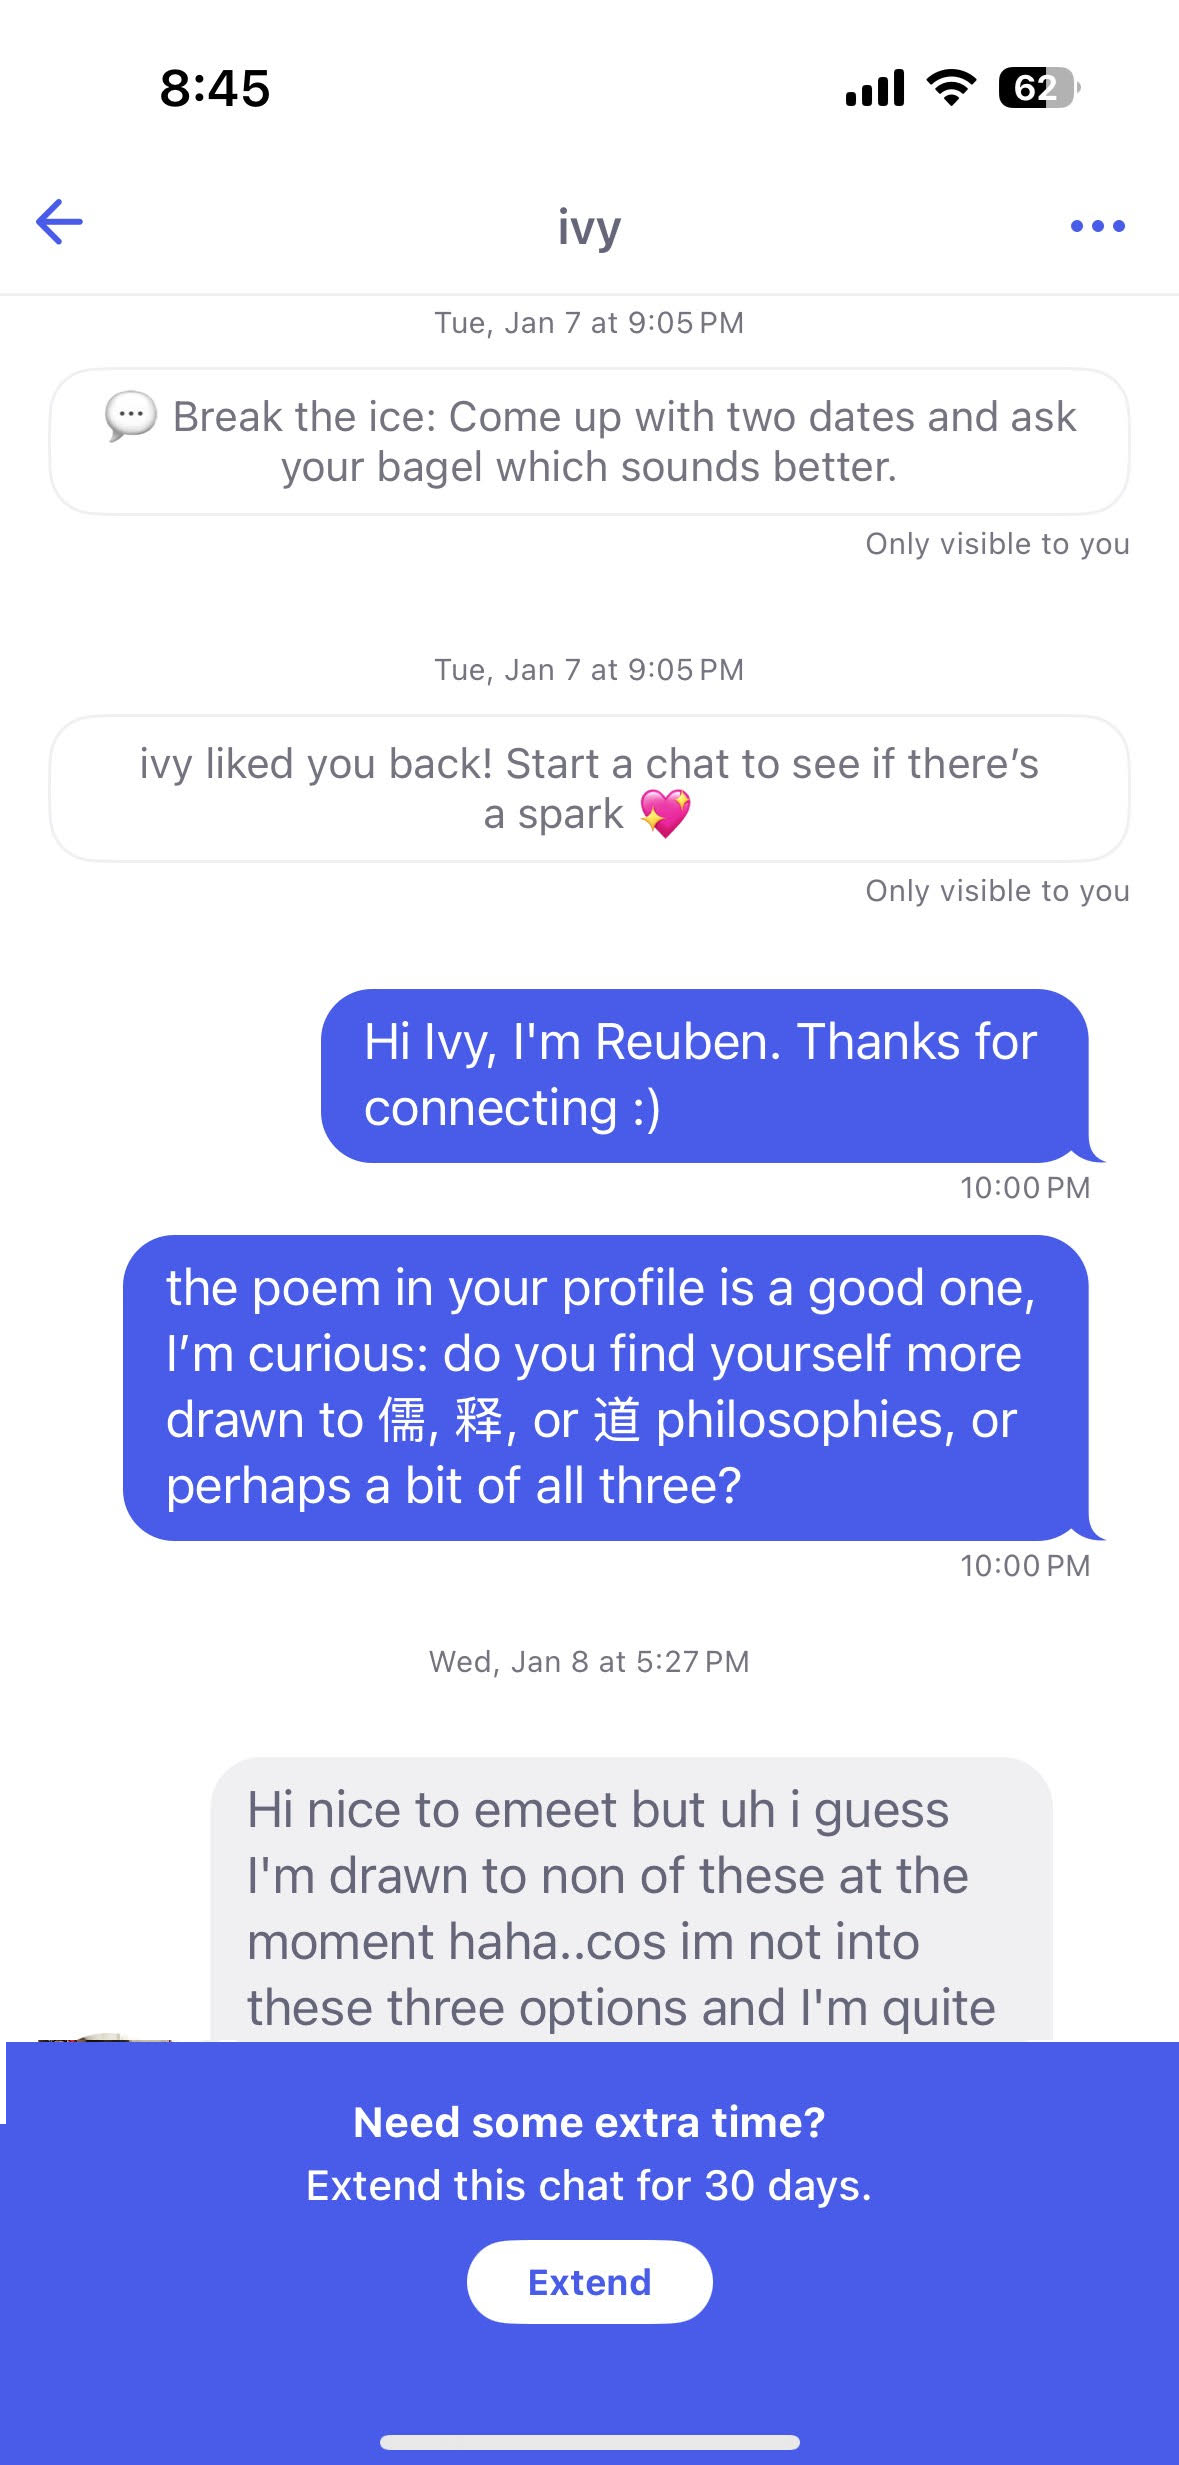 8:45
62
ivy
Tue, Jan 7 at 9:05 PM
Break the ice: Come up with two dates and ask
your bagel which sounds better.
Only visible to you
Tue, Jan 7 at 9:05 PM
ivy liked you back! Start a chat to see if there’s
a spark 💖
Only visible to you
Hi Ivy, I'm Reuben. Thanks for
connecting :)
10:00 PM
the poem in your profile is a good one,
I’m curious: do you find yourself more
drawn to 儒, 释, or 道 philosophies, or
perhaps a bit of all three?
10:00 PM
Wed, Jan 8 at 5:27 PM
Hi nice to emeet but uh i guess
I'm drawn to non of these at the
moment haha..cos im not into
these three options and I'm quite
Need some extra time?
Extend this chat for 30 days.
Extend